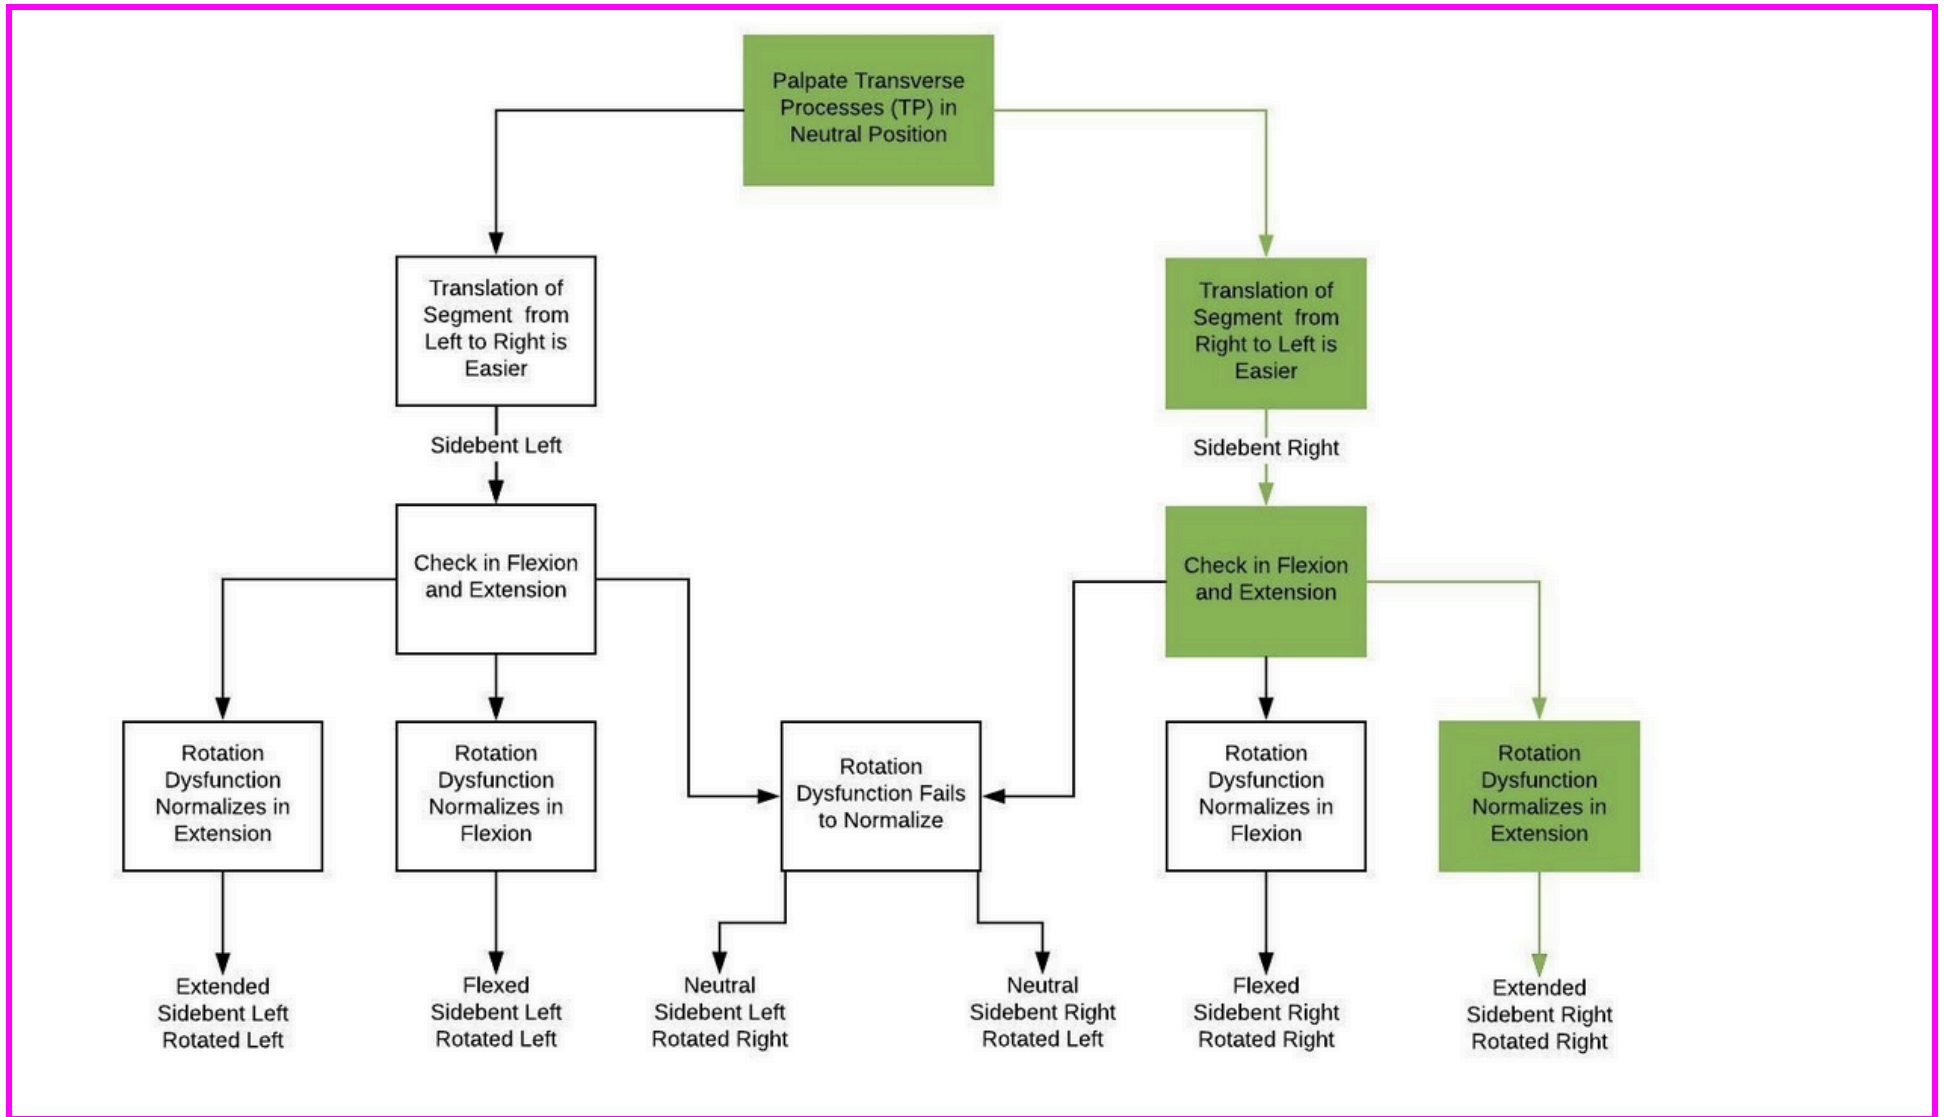 Palpate Transverse
Processes (TP) in
Neutral Position
Translation of
Segment from
Left to Right is
Easier
Translation of
Segment from
Right to Left is
Easier
Sidebent Left
Sidebent Right
Check in Flexion
and Extension
Check in Flexion
and Extension
Rotation
Dysfunction
Normalizes in
Extension
Rotation
Dysfunction
Normalizes in
Flexion
Rotation
Dysfunction Fails
to Normalize
Rotation
Dysfunction
Normalizes in
Flexion
Rotation
Dysfunction
Normalizes in
Extension
Extended
Sidebent Left
Rotated Left
Flexed
Sidebent Left
Rotated Left
Neutral
Sidebent Left
Rotated Right
Neutral
Sidebent Right
Rotated Left
Flexed
Sidebent Right
Rotated Right
Extended
Sidebent Right
Rotated Right